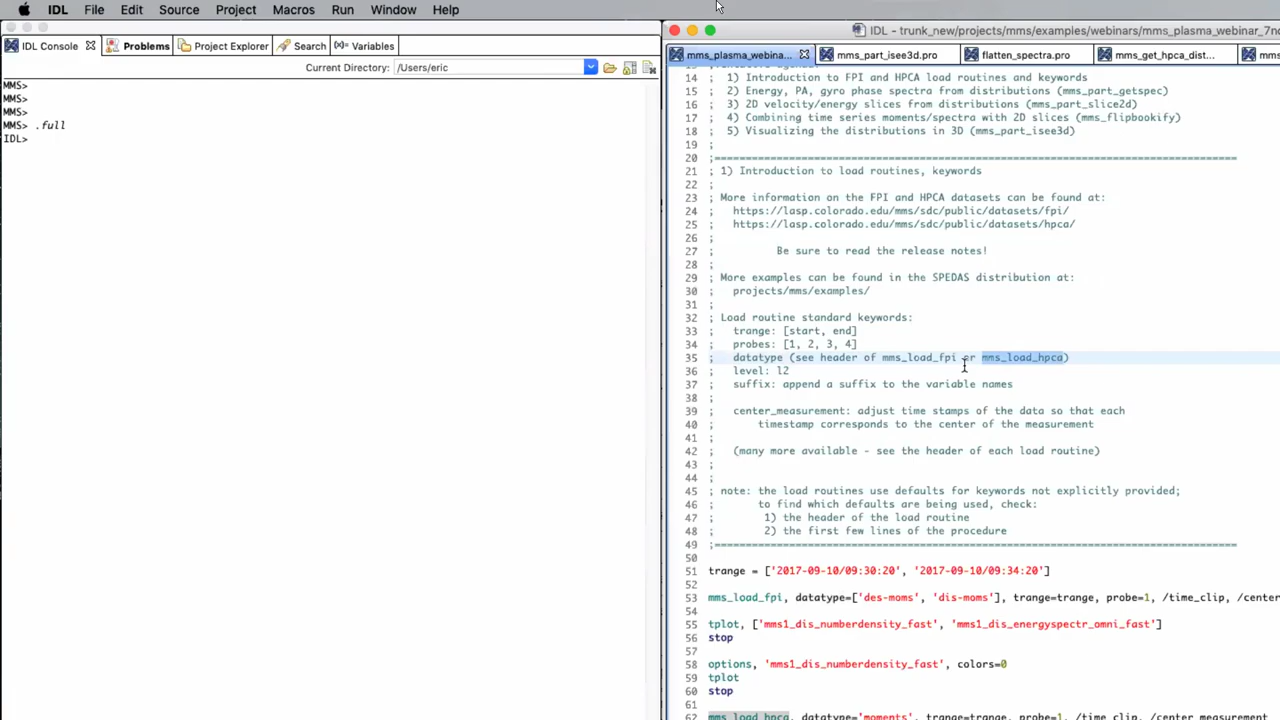 IDL File Edit Source Project Macros Run Window Help
IDL Console Problems Project Explorer Search Variables
Current Directory: /Users/eric
MMS>
MMS>
MMS>
MMS> .full
IDL>
IDL - trunk_new/projects/mms/examples/webinars/mms_plasma_webinar_7no
mms_plasma_webina... mms_part_isee3d.pro flatten_spectra.pro mms_get_hpca_dist... mms
14 ; 1) Introduction to FPI and HPCA load routines and keywords
15 ; 2) Energy, PA, gyro phase spectra from distributions (mms_part_getspec)
16 ; 3) 2D velocity/energy slices from distributions (mms_part_slice2d)
17 ; 4) Combining time series moments/spectra with 2D slices (mms_flipbookify)
18 ; 5) Visualizing the distributions in 3D (mms_part_isee3d)
19 ;
20 ;====================================================================================
21 ; 1) Introduction to load routines, keywords
22 ;
23 ; More information on the FPI and HPCA datasets can be found at:
24 ; https://lasp.colorado.edu/mms/sdc/public/datasets/fpi/
25 ; https://lasp.colorado.edu/mms/sdc/public/datasets/hpca/
26 ;
27 ; Be sure to read the release notes!
28 ;
29 ; More examples can be found in the SPEDAS distribution at:
30 ; projects/mms/examples/
31 ;
32 ; Load routine standard keywords:
33 ; trange: [start, end]
34 ; probes: [1, 2, 3, 4]
35 ; datatype (see header of mms_load_fpi or mms_load_hpca)
36 ; level: l2
37 ; suffix: append a suffix to the variable names
38 ;
39 ; center_measurement: adjust time stamps of the data so that each
40 ; timestamp corresponds to the center of the measurement
41 ;
42 ; (many more available - see the header of each load routine)
43 ;
44 ;
45 ; note: the load routines use defaults for keywords not explicitly provided;
46 ; to find which defaults are being used, check:
47 ; 1) the header of the load routine
48 ; 2) the first few lines of the procedure
49 ;====================================================================================
50
51 trange = ['2017-09-10/09:30:20', '2017-09-10/09:34:20']
52
53 mms_load_fpi, datatype=['des-moms', 'dis-moms'], trange=trange, probe=1, /time_clip, /center
54
55 tplot, ['mms1_dis_numberdensity_fast', 'mms1_dis_energyspectr_omni_fast']
56 stop
57
58 options, 'mms1_dis_numberdensity_fast', colors=0
59 tplot
60 stop
61
62 mms_load_hpca, datatype='moments', trange=trange, probe=1, /time_clip, /center_measurement